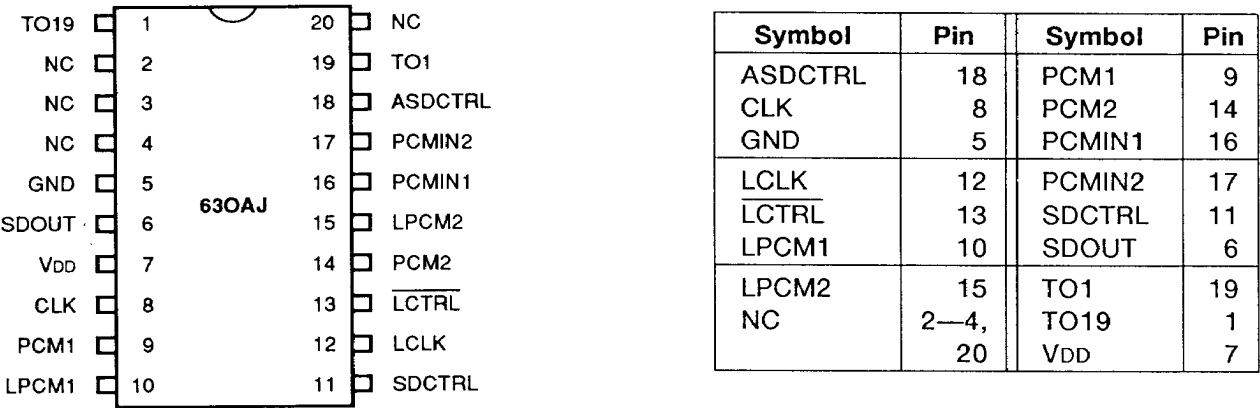 TO19 1 20 NC
NC 2 19 TO1
NC 3 18 ASDCTRL
NC 4 17 PCMIN2
GND 5 16 PCMIN1
630AJ
SDOUT 6 15 LPCM2
VDD 7 14 PCM2
CLK 8 13 LCTRL
PCM1 9 12 LCLK
LPCM1 10 11 SDCTRL
Symbol Pin Symbol Pin
ASDCTRL 18 PCM1 9
CLK 8 PCM2 14
GND 5 PCMIN1 16
LCLK 12 PCMIN2 17
LCTRL 13 SDCTRL 11
LPCM1 10 SDOUT 6
LPCM2 15 TO1 19
NC 2—4, TO19 1
20 VDD 7